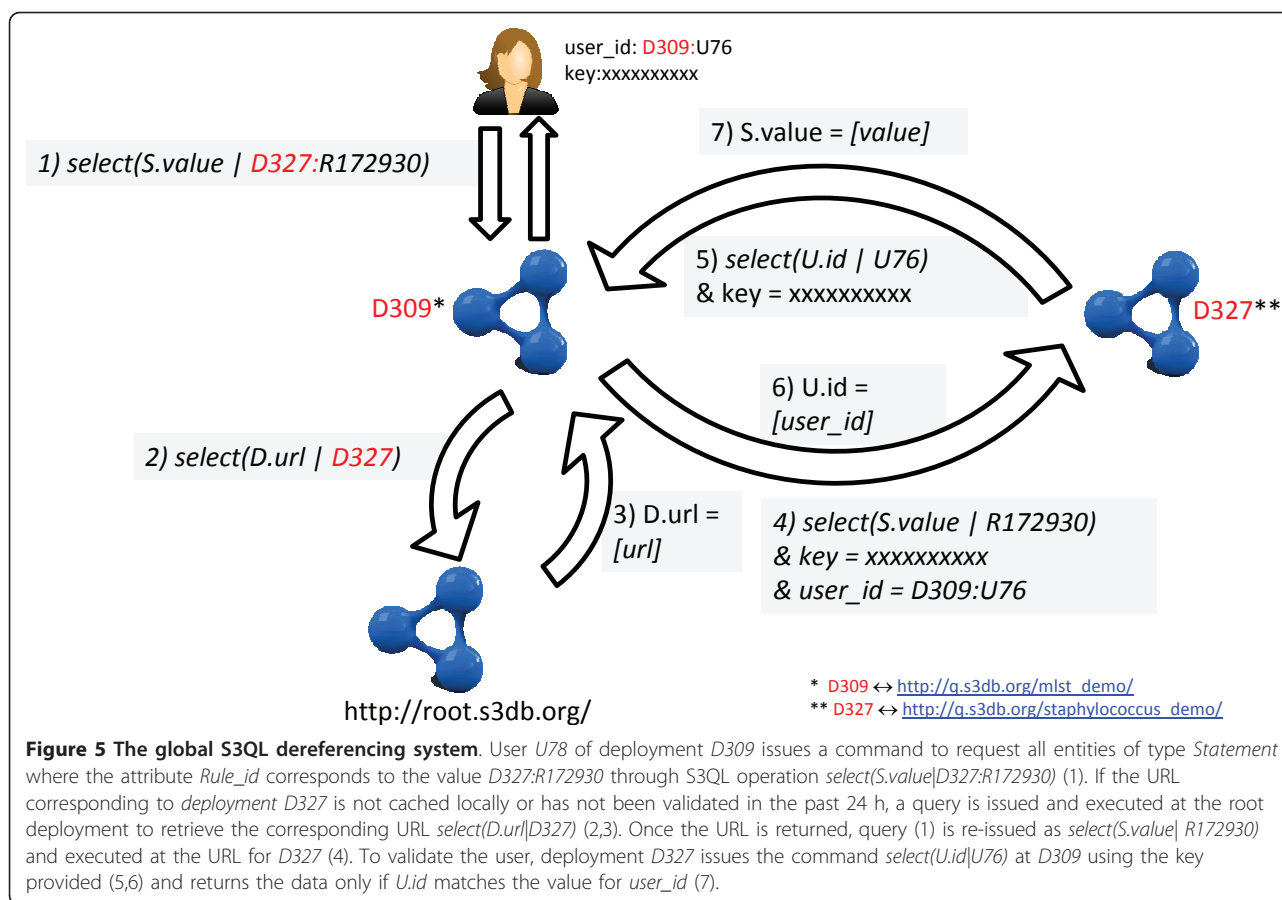 user_id: D309:U76
key:xxxxxxxxxx
1) select(S.value | D327:R172930)
7) S.value = [value]
5) select(U.id | U76)
& key = xxxxxxxxxx
D309*
D327**
6) U.id =
[user_id]
2) select(D.url | D327)
3) D.url =
[url]
4) select(S.value | R172930)
& key = xxxxxxxxxx
& user_id = D309:U76
http://root.s3db.org/
* D309 ↔ http://q.s3db.org/mlst_demo/
** D327 ↔ http://q.s3db.org/staphylococcus_demo/
Figure 5 The global S3QL dereferencing system. User U78 of deployment D309 issues a command to request all entities of type Statement
where the attribute Rule_id corresponds to the value D327:R172930 through S3QL operation select(S.value|D327:R172930) (1). If the URL
corresponding to deployment D327 is not cached locally or has not been validated in the past 24 h, a query is issued and executed at the root
deployment to retrieve the corresponding URL select(D.url|D327) (2,3). Once the URL is returned, query (1) is re-issued as select(S.value| R172930)
and executed at the URL for D327 (4). To validate the user, deployment D327 issues the command select(U.id|U76) at D309 using the key
provided (5,6) and returns the data only if U.id matches the value for user_id (7).